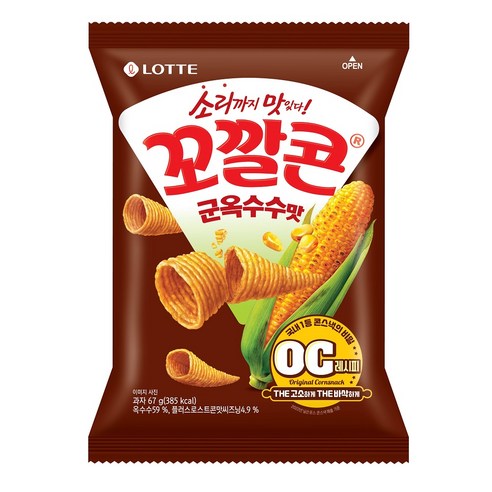 LOTTE
OPEN
소리까지 맛있다!
꼬깔콘®
군옥수수맛
국내 1등 콘스낵의 비밀
OC레시피
Original Cornsnack
THE 고소하게 THE 바삭하게
이미지 사진
과자 67 g(385 kcal)
옥수수59 %, 플러스로스트콘맛씨즈닝4.9 %